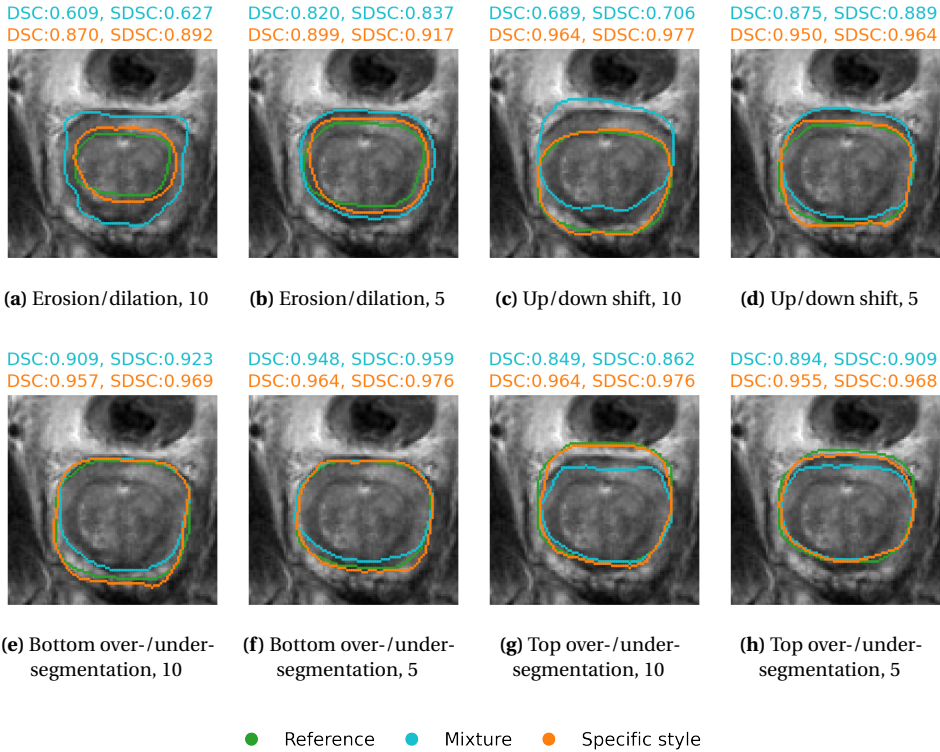 DSC:0.609, SDSC:0.627 DSC:0.820, SDSC:0.837 DSC:0.689, SDSC:0.706 DSC:0.875, SDSC:0.889
DSC:0.870, SDSC:0.892 DSC:0.899, SDSC:0.917 DSC:0.964, SDSC:0.977 DSC:0.950, SDSC:0.964
(a) Erosion/dilation, 10 (b) Erosion/dilation, 5 (c) Up/down shift, 10 (d) Up/down shift, 5
DSC:0.909, SDSC:0.923 DSC:0.948, SDSC:0.959 DSC:0.849, SDSC:0.862 DSC:0.894, SDSC:0.909
DSC:0.957, SDSC:0.969 DSC:0.964, SDSC:0.976 DSC:0.964, SDSC:0.976 DSC:0.955, SDSC:0.968
(e) Bottom over-/under-
segmentation, 10
(f) Bottom over-/under-
segmentation, 5
(g) Top over-/under-
segmentation, 10
(h) Top over-/under-
segmentation, 5
Reference Mixture Specific style